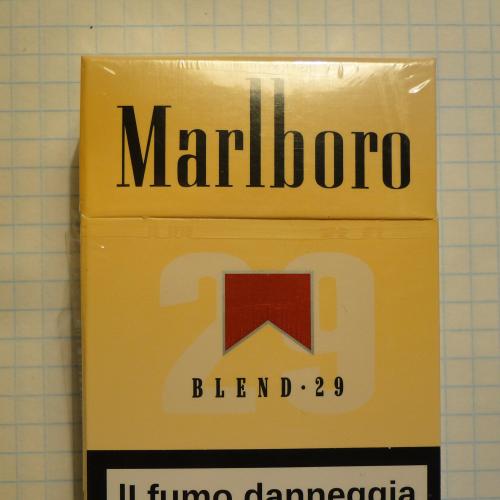 Marlboro
29
BLEND·29
Il fumo danneggia